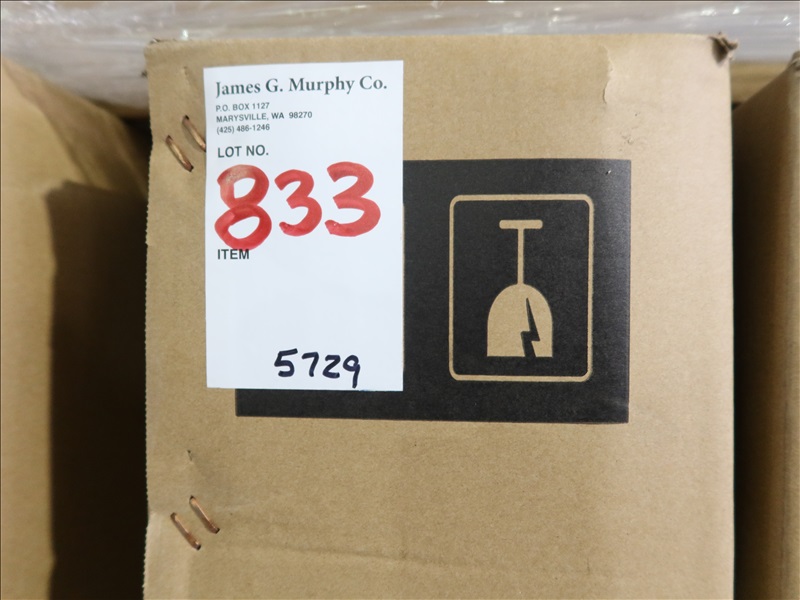 James G. Murphy Co.
P.O. BOX 1127
MARYSVILLE, WA 98270
(425) 486-1246
LOT NO.
833
ITEM
5729